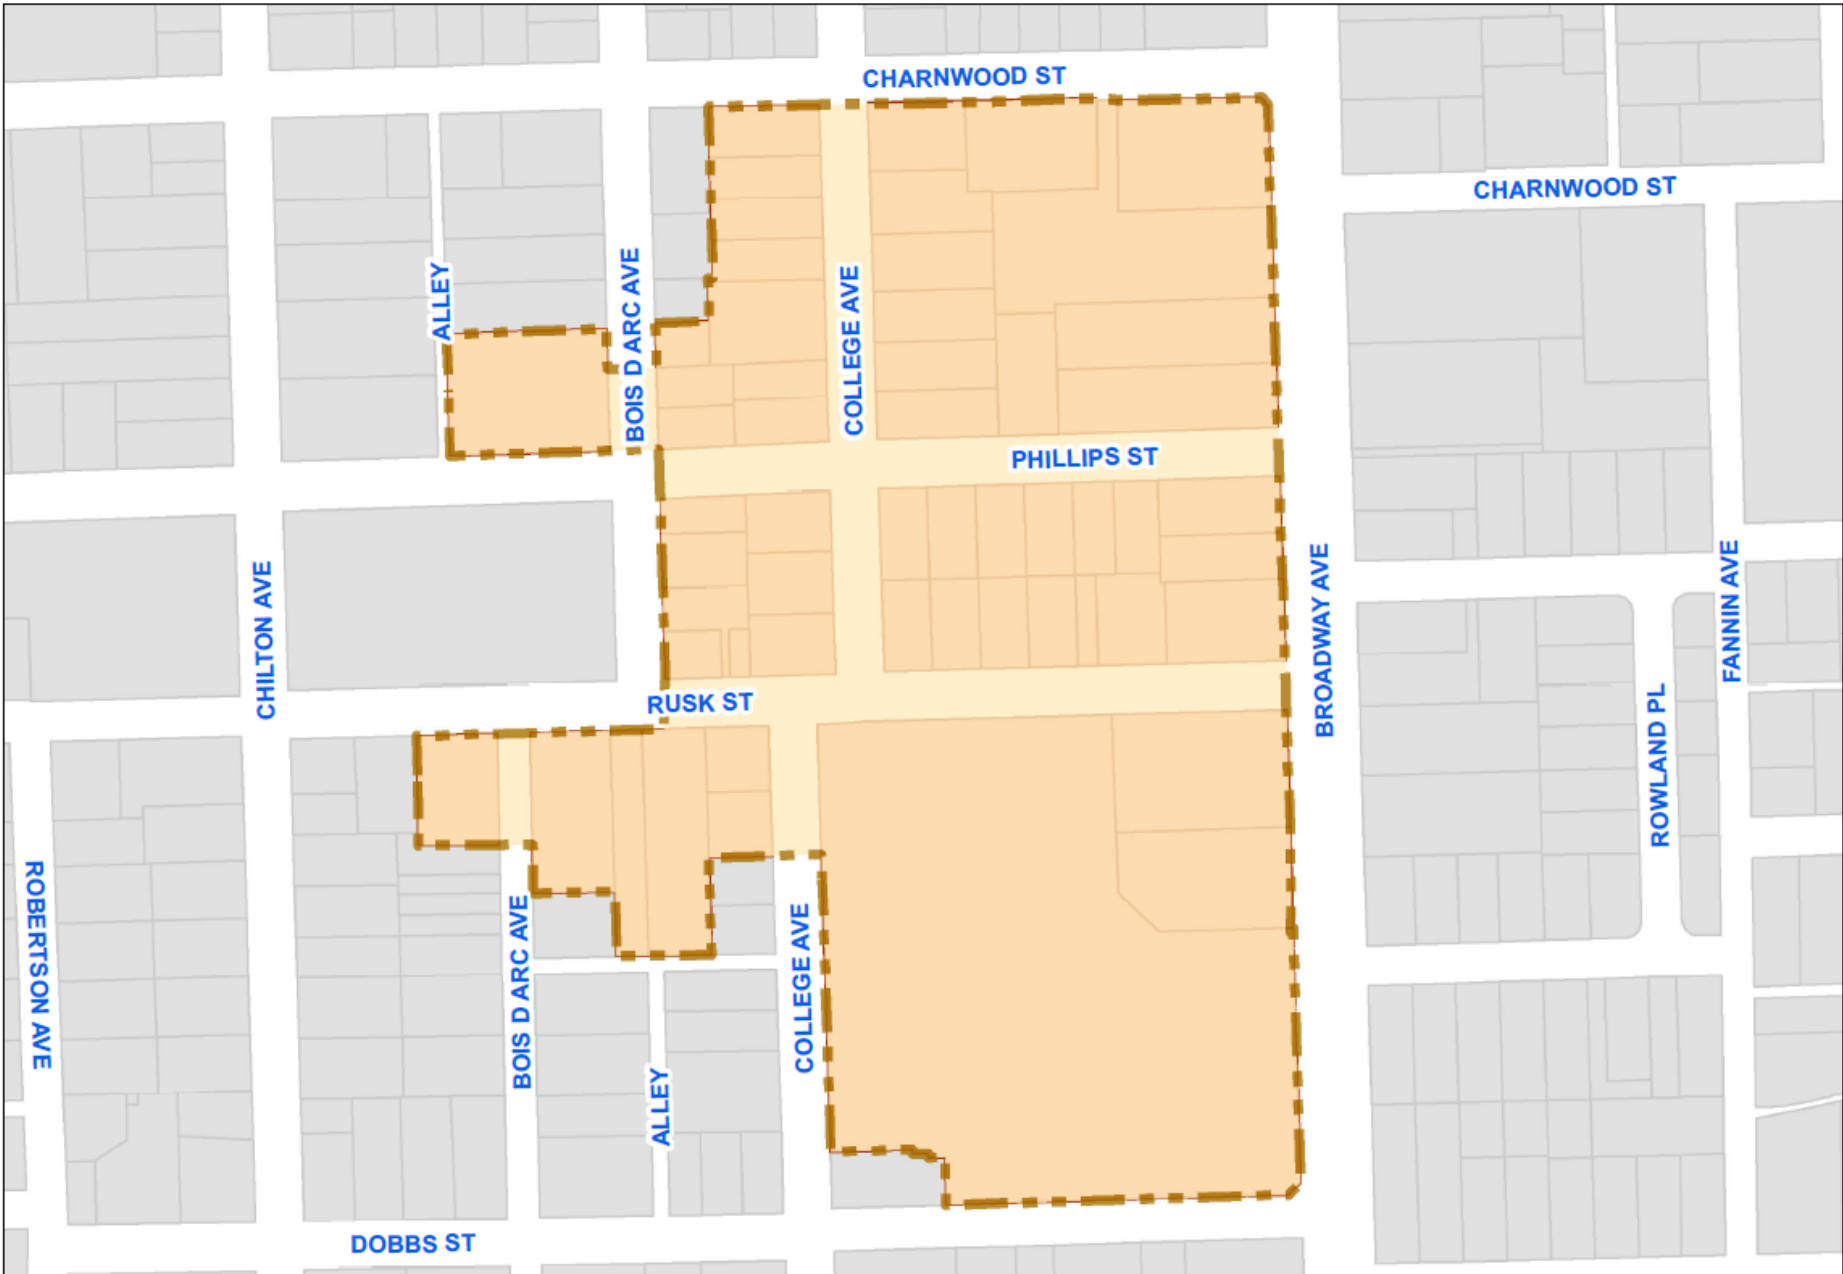 CHARNWOOD ST
CHARNWOOD ST
ALLEY
BOIS D ARC AVE
COLLEGE AVE
PHILLIPS ST
CHILTON AVE
BROADWAY AVE
FANNIN AVE
RUSK ST
ROWLAND PL
ROBERTSON AVE
BOIS D ARC AVE
COLLEGE AVE
ALLEY
DOBBS ST